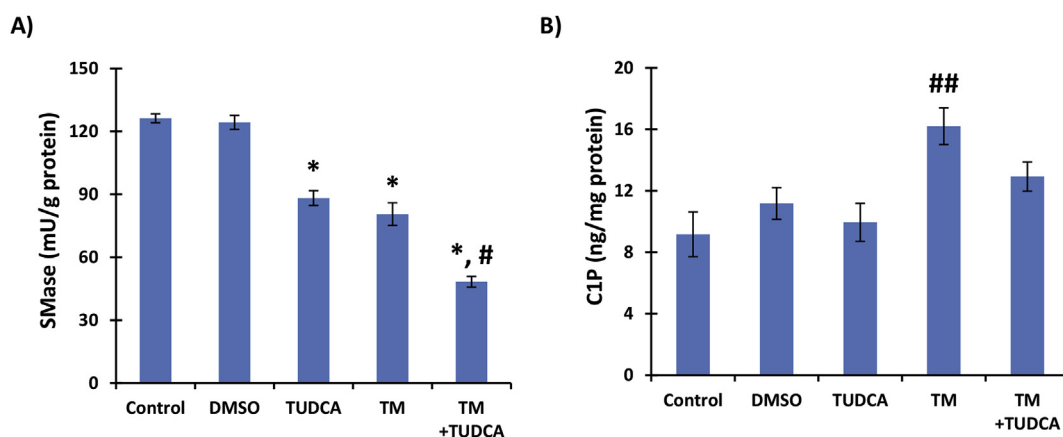 A)
SMase (mU/g protein)
150
120
90
60
30
0
*
*
*, #
Control
DMSO
TUDCA
TM
TM
+TUDCA
B)
C1P (ng/mg protein)
20
16
12
8
4
0
##
Control
DMSO
TUDCA
TM
TM
+TUDCA